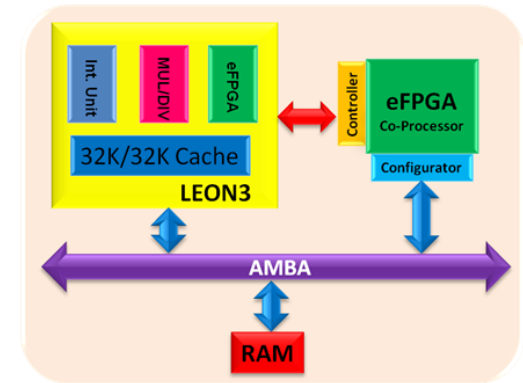 Int. Unit
MUL/DIV
eFPGA
32K/32K Cache
LEON3
Controller
eFPGA
Co-Processor
Configurator
AMBA
RAM